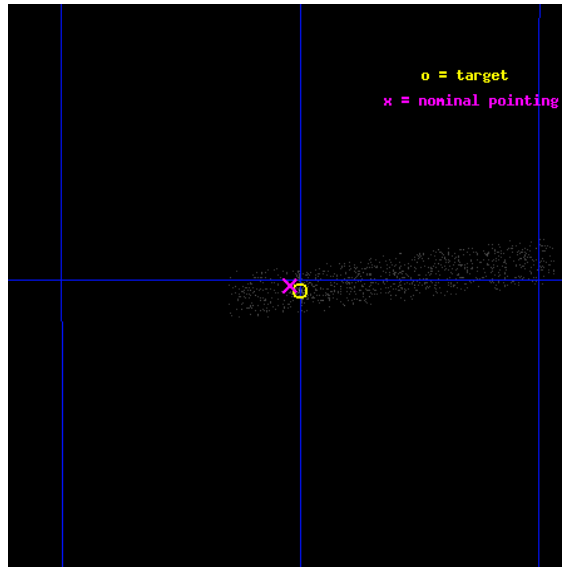 o = target
x = nominal pointing